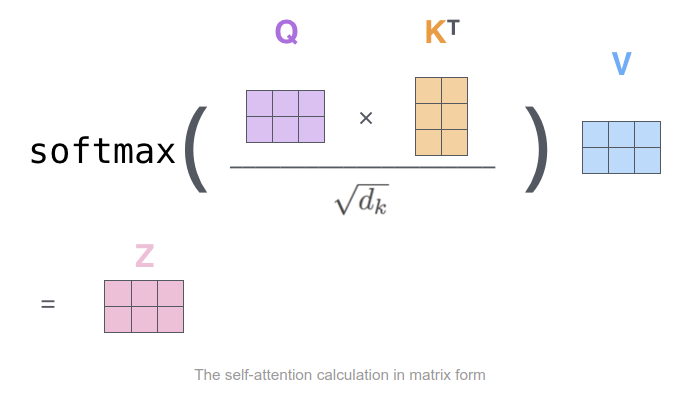 Q × Kᵀ
softmax( ) V
√dₖ
Z
=
The self-attention calculation in matrix form